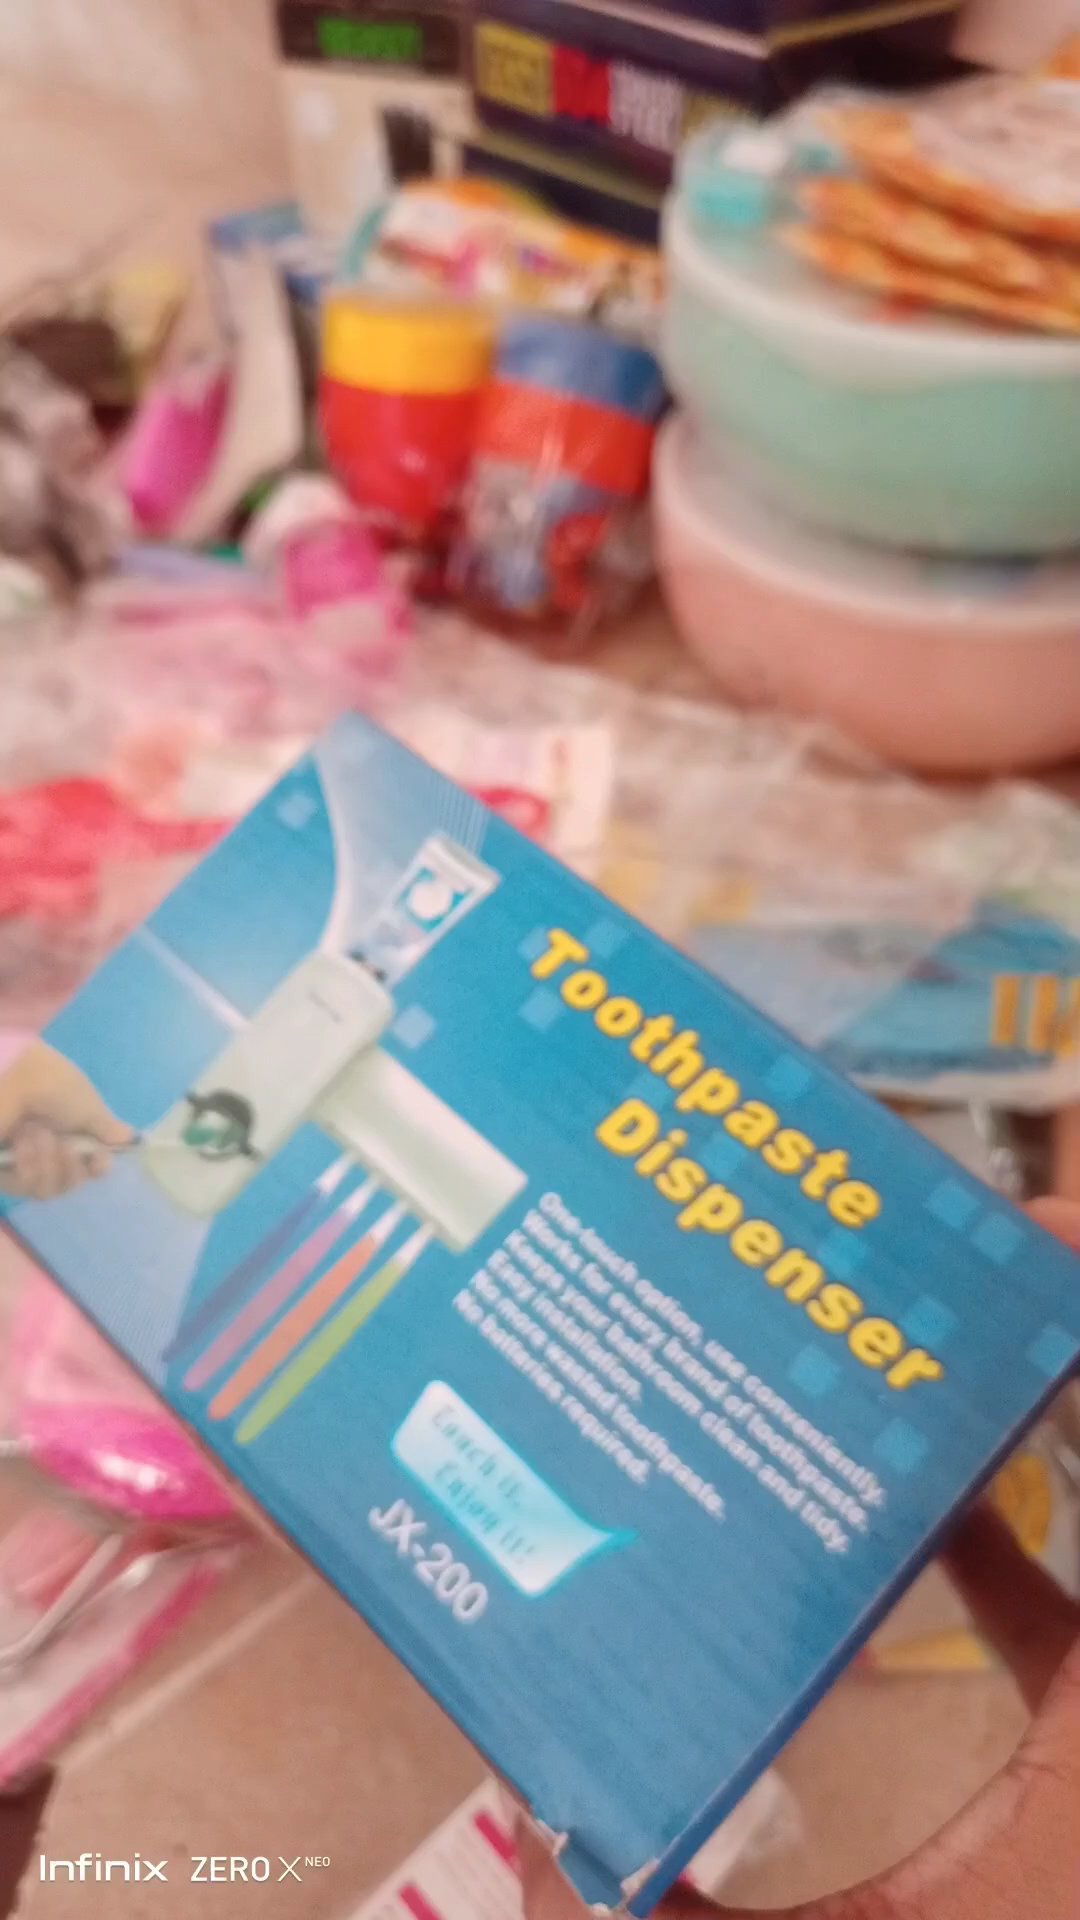 Toothpaste
Dispenser
One-touch option, use conveniently.
Works for every brand of toothpaste.
Keeps your bathroom clean and tidy.
Easy installation.
No more wasted toothpaste.
No batteries required.
Touch it,
Enjoy it!
JX-200
Infinix ZERO X NEO